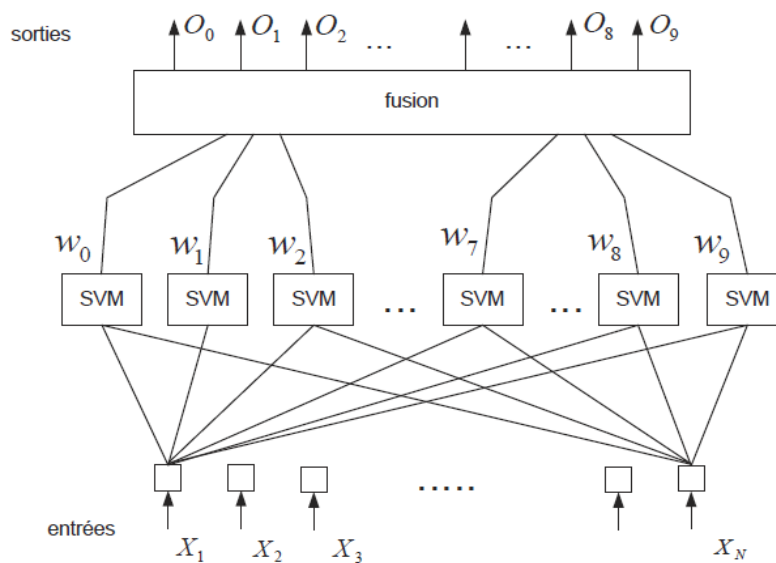 sorties O₀ O₁ O₂ ... ... O₈ O₉
fusion
w₀ w₁ w₂ w₇ w₈ w₉
SVM SVM SVM ... SVM ... SVM SVM
.....
entrées X₁ X₂ X₃ X_N